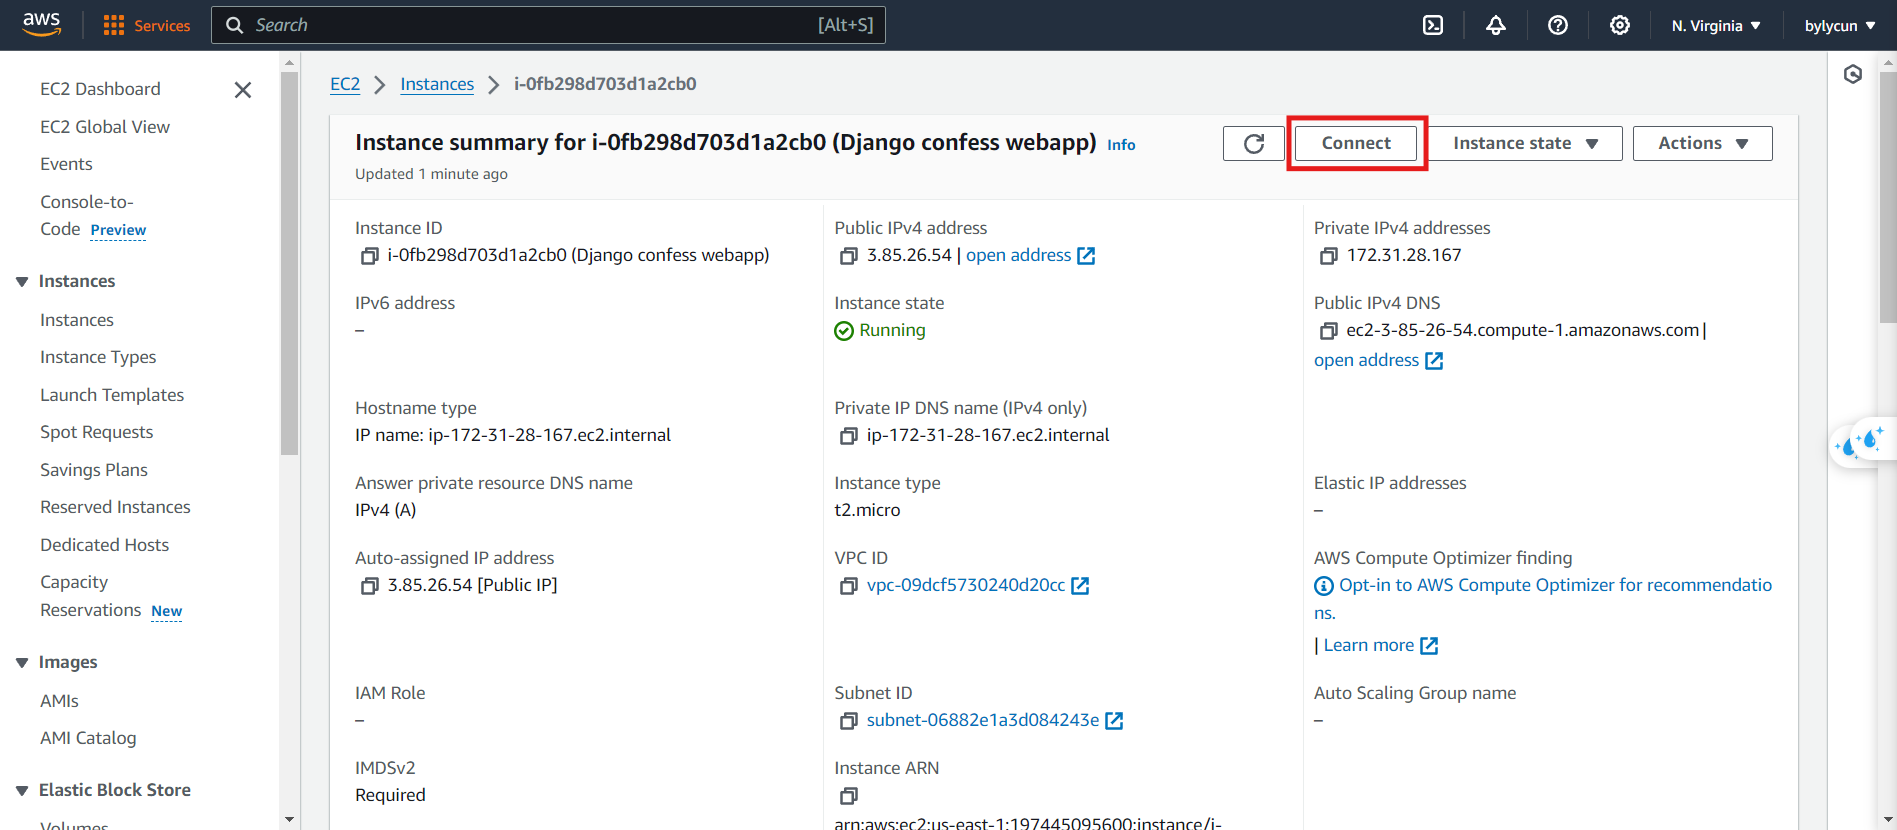 aws
Services
Search
[Alt+S]
N. Virginia
bylycun
EC2 Dashboard
EC2 Global View
Events
Console-to-
Code Preview
Instances
Instances
Instance Types
Launch Templates
Spot Requests
Savings Plans
Reserved Instances
Dedicated Hosts
Capacity
Reservations New
Images
AMIs
AMI Catalog
Elastic Block Store
Volumes
EC2 Instances i-0fb298d703d1a2cb0
Instance summary for i-0fb298d703d1a2cb0 (Django confess webapp) Info
Updated 1 minute ago
Connect
Instance state
Actions
Instance ID
i-0fb298d703d1a2cb0 (Django confess webapp)
Public IPv4 address
3.85.26.54 | open address
Private IPv4 addresses
172.31.28.167
IPv6 address
–
Instance state
Running
Public IPv4 DNS
ec2-3-85-26-54.compute-1.amazonaws.com |
open address
Hostname type
IP name: ip-172-31-28-167.ec2.internal
Private IP DNS name (IPv4 only)
ip-172-31-28-167.ec2.internal
Answer private resource DNS name
IPv4 (A)
Instance type
t2.micro
Elastic IP addresses
–
Auto-assigned IP address
3.85.26.54 [Public IP]
VPC ID
vpc-09dcf5730240d20cc
AWS Compute Optimizer finding
Opt-in to AWS Compute Optimizer for recommendatio
ns.
| Learn more
IAM Role
–
Subnet ID
subnet-06882e1a3d084243e
Auto Scaling Group name
–
IMDSv2
Required
Instance ARN
arn:aws:ec2:us-east-1:197445095600:instance/i-